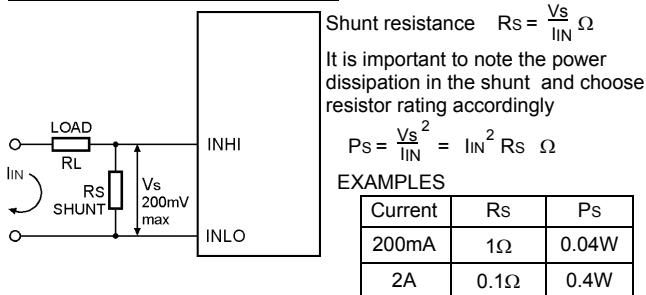 Shunt resistance Rs = Vs / IIN Ω
It is important to note the power
dissipation in the shunt and choose
resistor rating accordingly
Ps = Vs² / IIN = IIN² Rs Ω
EXAMPLES
Current Rs Ps
200mA 1Ω 0.04W
2A 0.1Ω 0.4W
LOAD
RL
IIN
Rs
SHUNT
Vs
200mV
max
INHI
INLO